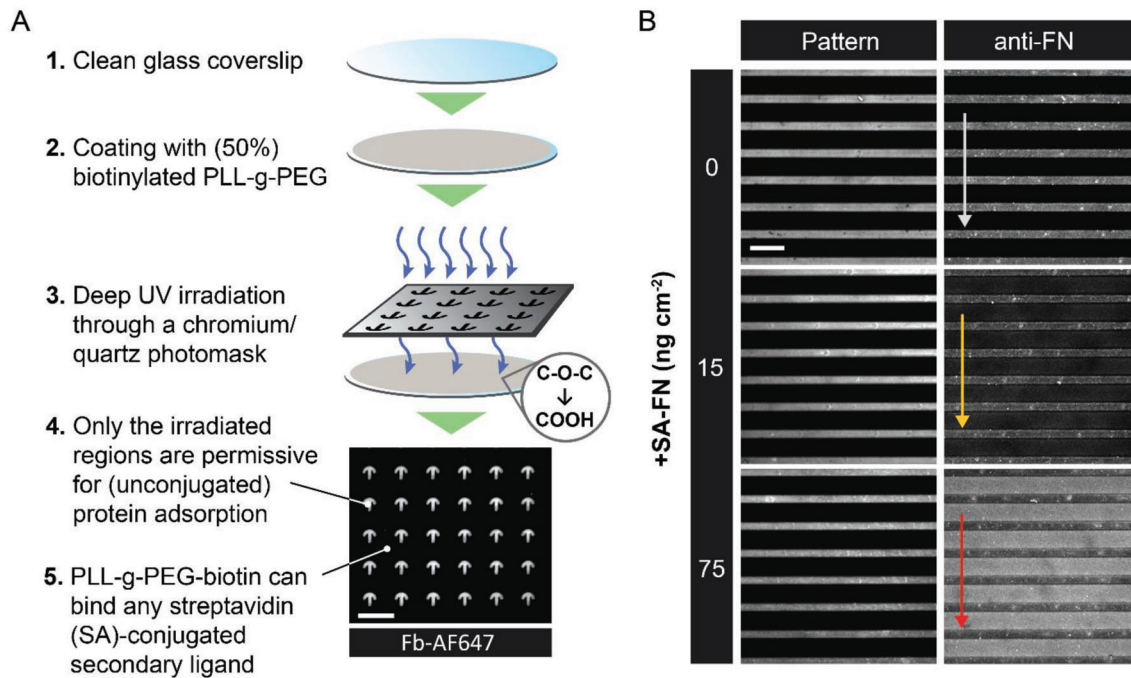 A
1. Clean glass coverslip
2. Coating with (50%)
biotinylated PLL-g-PEG
3. Deep UV irradiation
through a chromium/
quartz photomask
C-O-C
↓
COOH
4. Only the irradiated
regions are permissive
for (unconjugated)
protein adsorption
5. PLL-g-PEG-biotin can
bind any streptavidin
(SA)-conjugated
secondary ligand
Fb-AF647
B
Pattern
anti-FN
+SA-FN (ng cm⁻²)
0
15
75